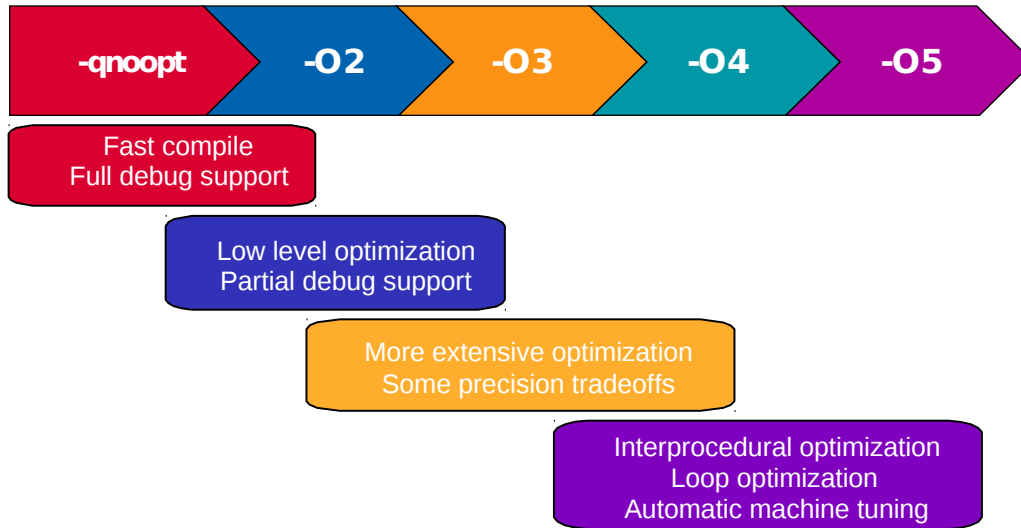 -qnoopt
-O2
-O3
-O4
-O5
Fast compile
Full debug support
Low level optimization
Partial debug support
More extensive optimization
Some precision tradeoffs
Interprocedural optimization
Loop optimization
Automatic machine tuning